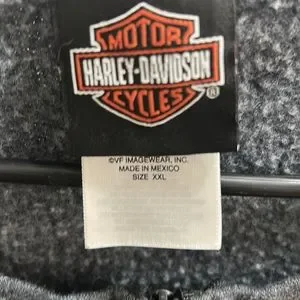 MOTOR
HARLEY-DAVIDSON
CYCLES
®
©VF IMAGEWEAR, INC.
MADE IN MEXICO
SIZE XXL